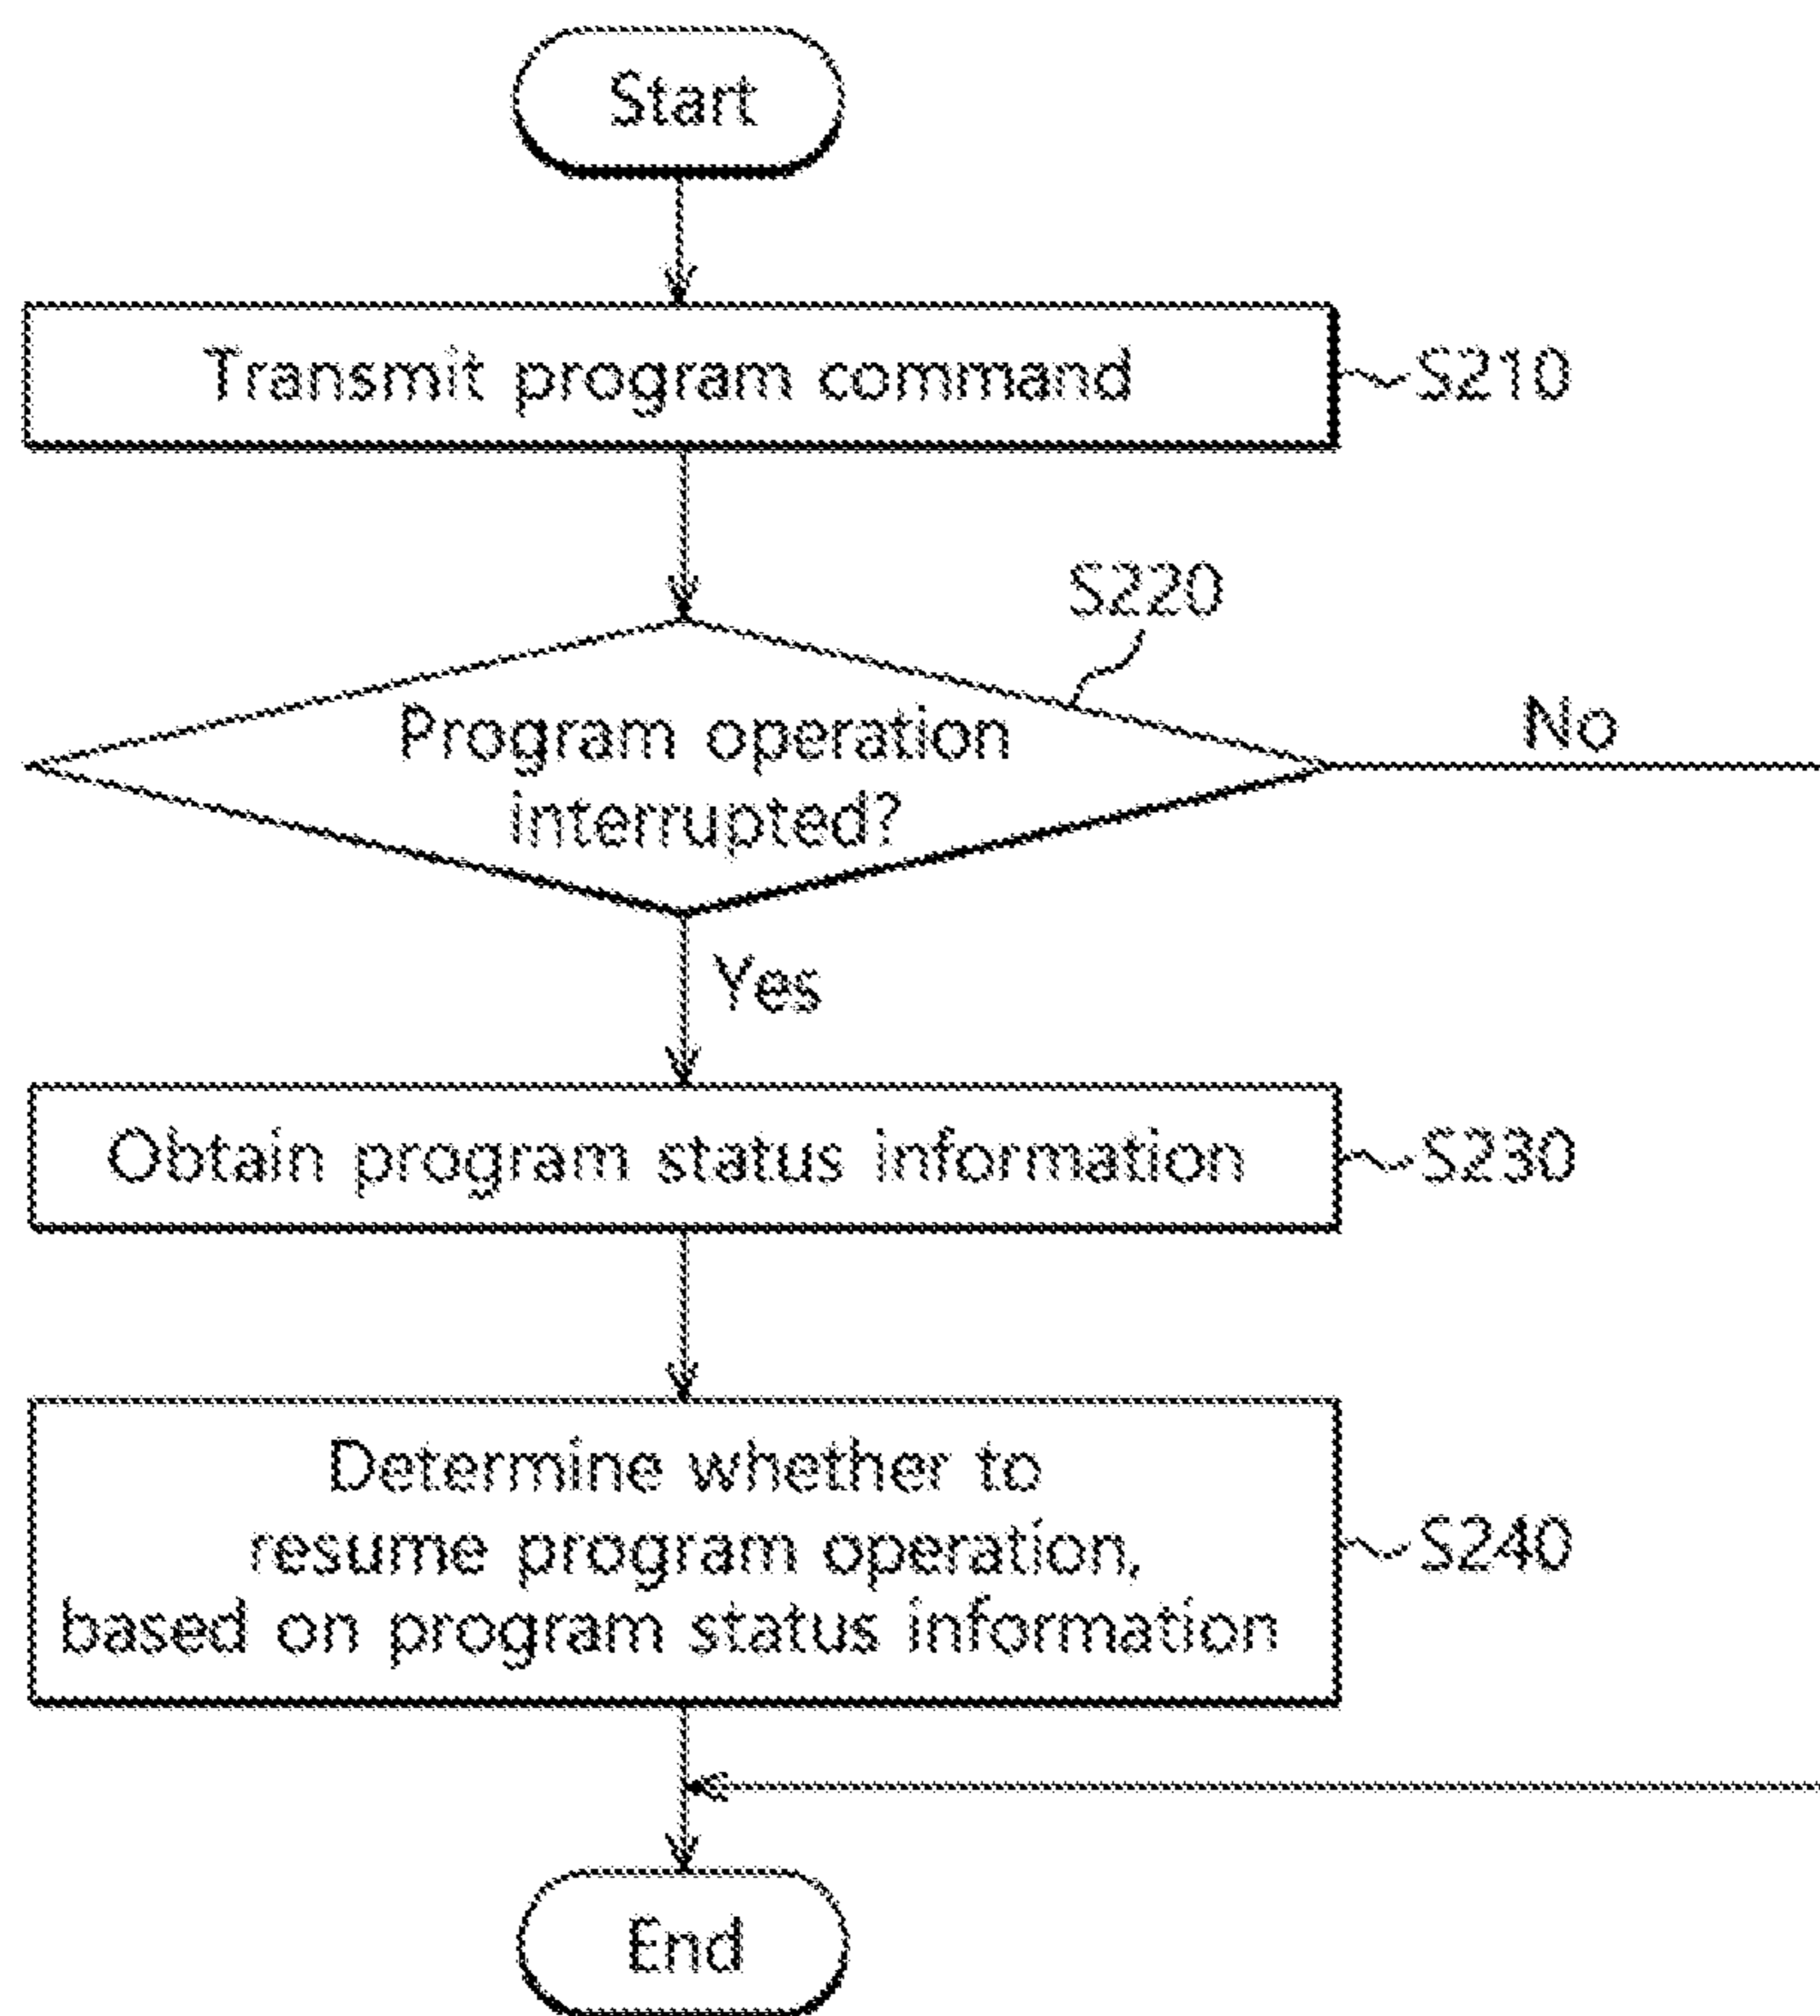 Start
Transmit program command
S210
S220
Program operation
interrupted?
No
Yes
Obtain program status information
S230
Determine whether to
resume program operation,
based on program status information
S240
End